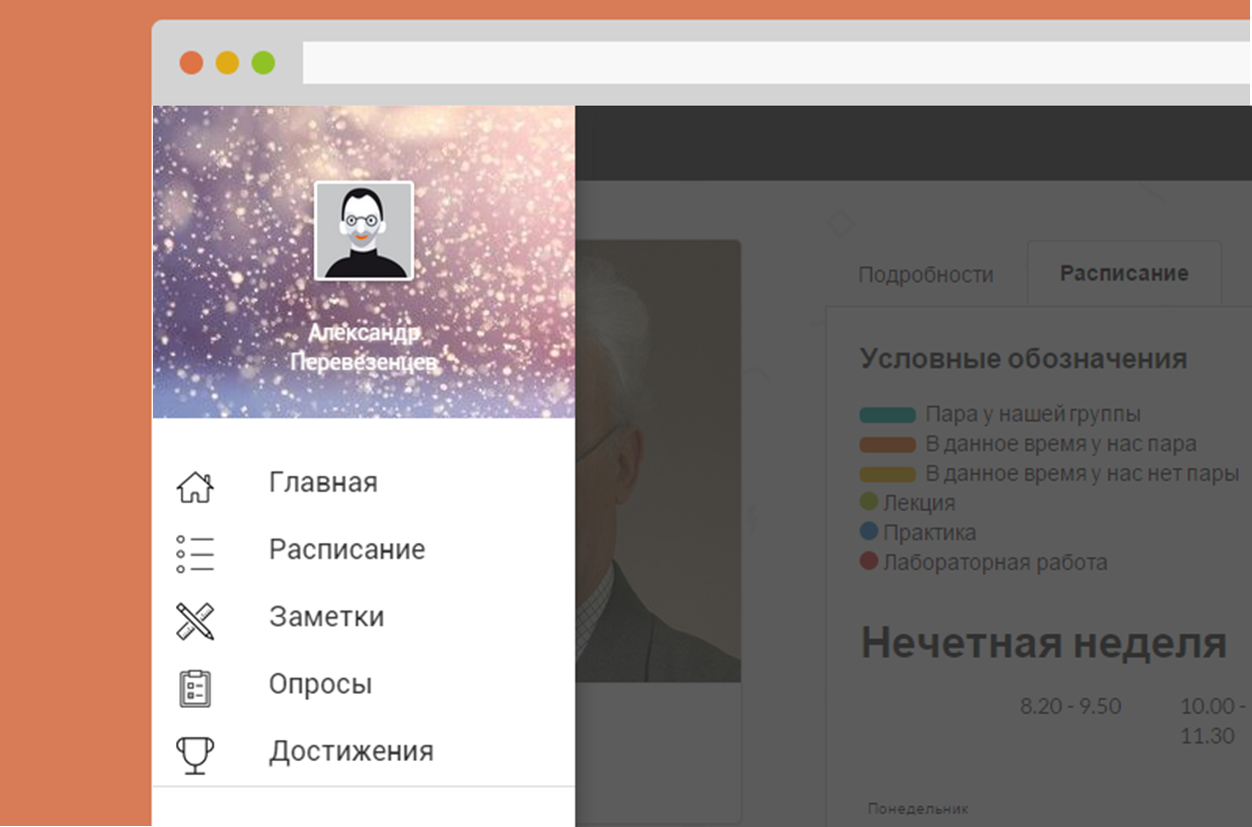 Александр
Перевезенцев
Главная
Расписание
Заметки
Опросы
Достижения
Подробности
Расписание
Условные обозначения
Пара у нашей группы
В данное время у нас пара
В данное время у нас нет пары
Лекция
Практика
Лабораторная работа
Нечетная неделя
8.20 - 9.50
10.00 -
11.30
Понедельник